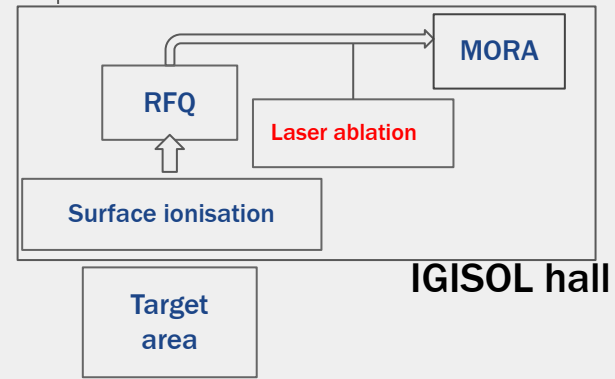 MORA
RFQ
Laser ablation
Surface ionisation
IGISOL hall
Target
area